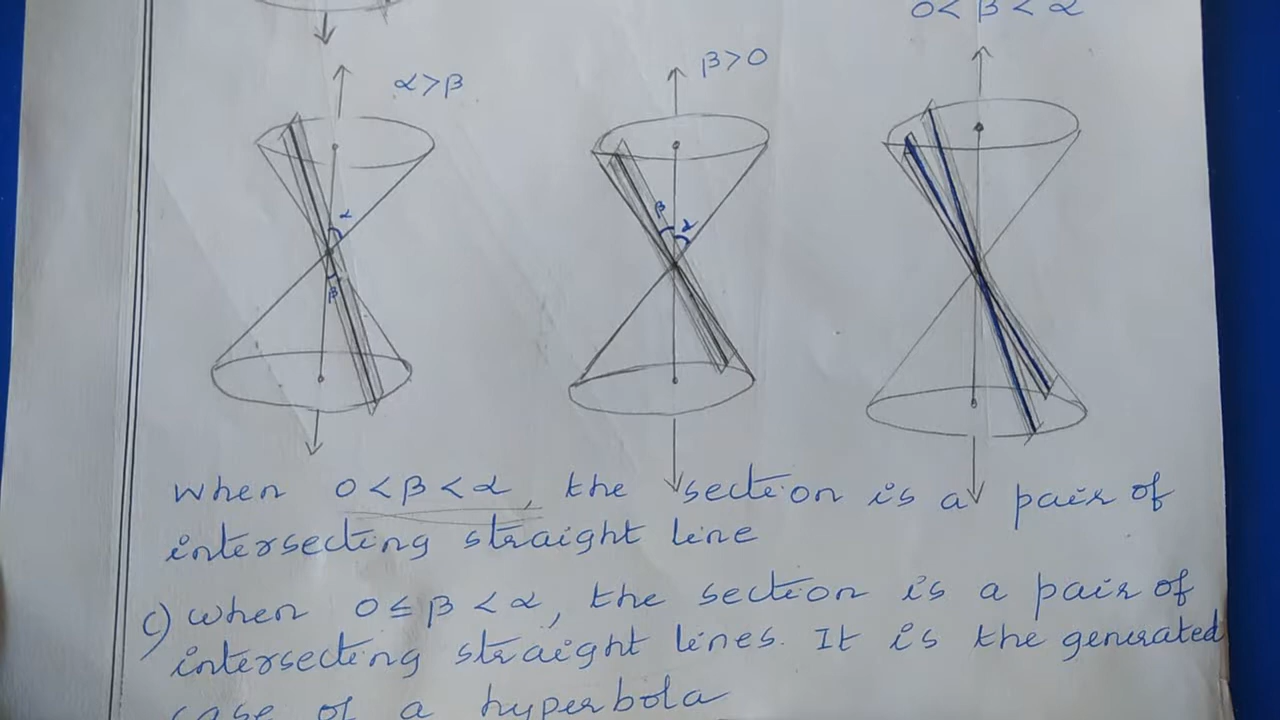 0 < β < α
α > β
β > 0
α
β
β
α
When 0 < β < α, the section is a pair of
intersecting straight line
c) when 0 ≤ β < α, the section is a pair of
intersecting straight lines. It is the generated
case of a hyperbola